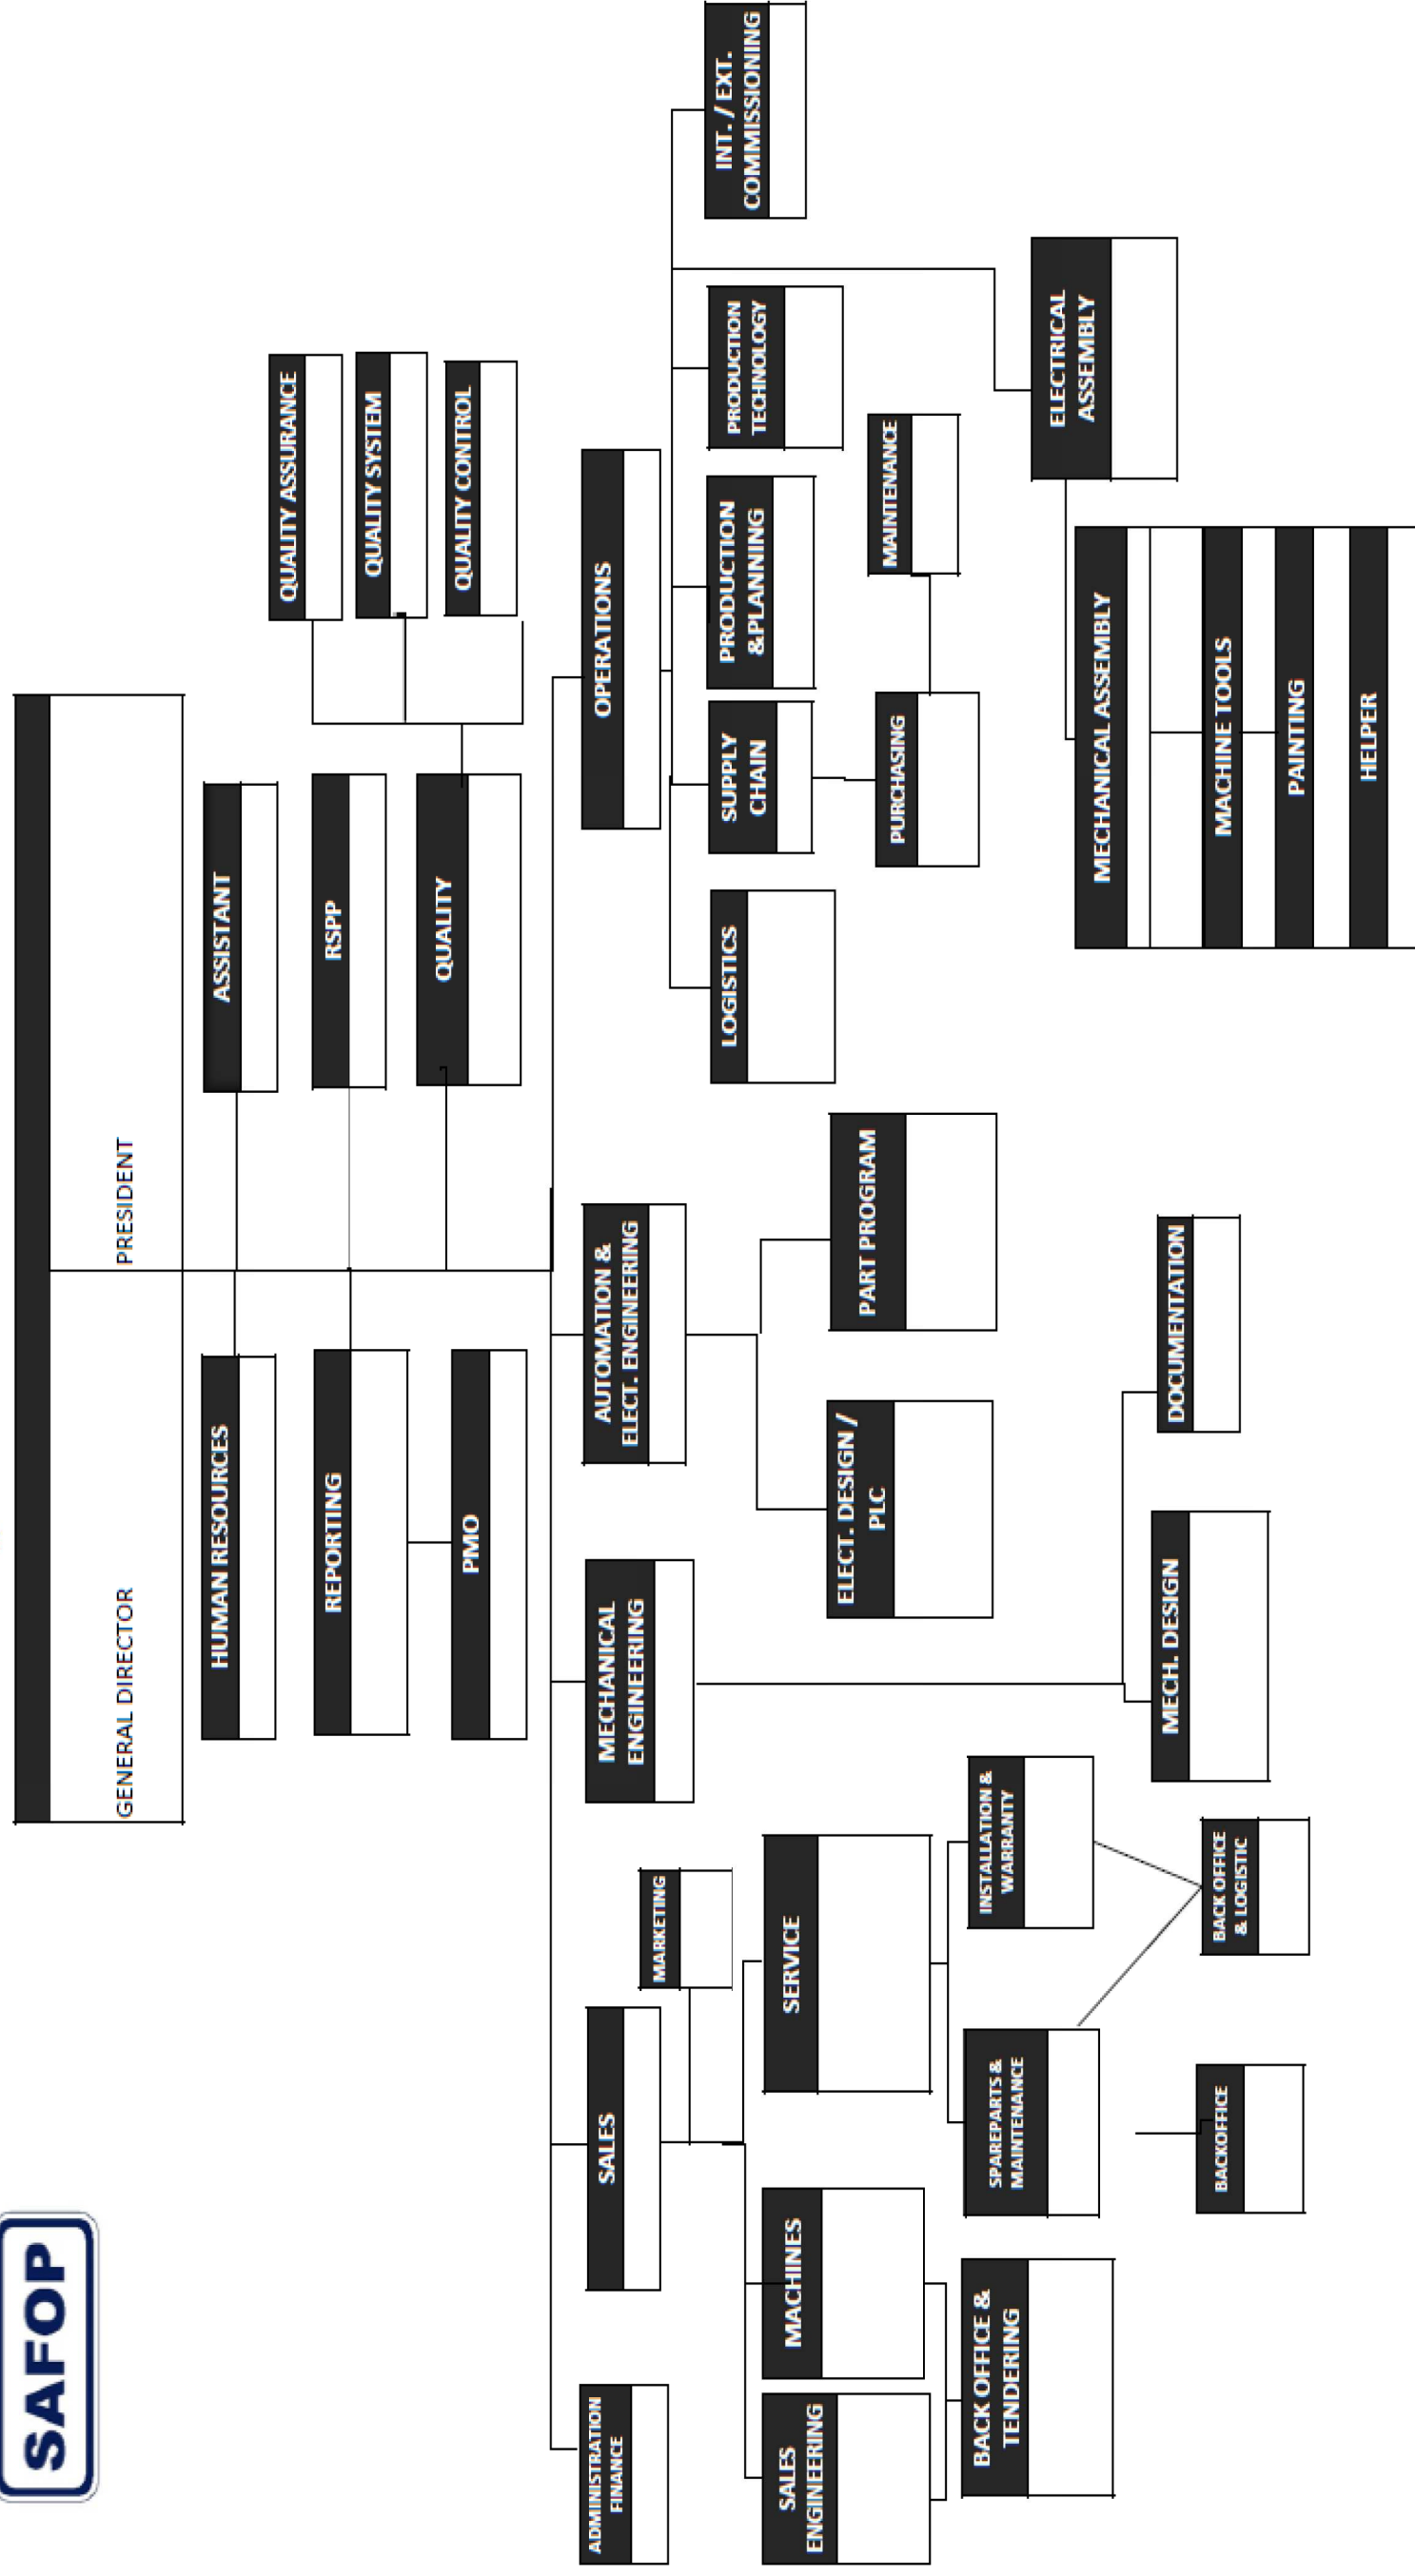 SAFOP
GENERAL DIRECTOR
PRESIDENT
HUMAN RESOURCES
ASSISTANT
REPORTING
RSPP
PMO
QUALITY
QUALITY ASSURANCE
QUALITY SYSTEM
QUALITY CONTROL
ADMINISTRATION
FINANCE
SALES
MECHANICAL
ENGINEERING
AUTOMATION &
ELECT. ENGINEERING
OPERATIONS
MARKETING
SALES
ENGINEERING
MACHINES
SERVICE
LOGISTICS
SUPPLY
CHAIN
PRODUCTION
&PLANNING
PRODUCTION
TECHNOLOGY
INT. / EXT.
COMMISSIONING
ELECT. DESIGN /
PLC
PART PROGRAM
PURCHASING
MAINTENANCE
BACK OFFICE &
TENDERING
SPAREPARTS &
MAINTENANCE
INSTALLATION &
WARRANTY
ELECTRICAL
ASSEMBLY
MECHANICAL ASSEMBLY
MACHINE TOOLS
PAINTING
HELPER
MECH. DESIGN
DOCUMENTATION
BACKOFFICE
BACK OFFICE
& LOGISTIC